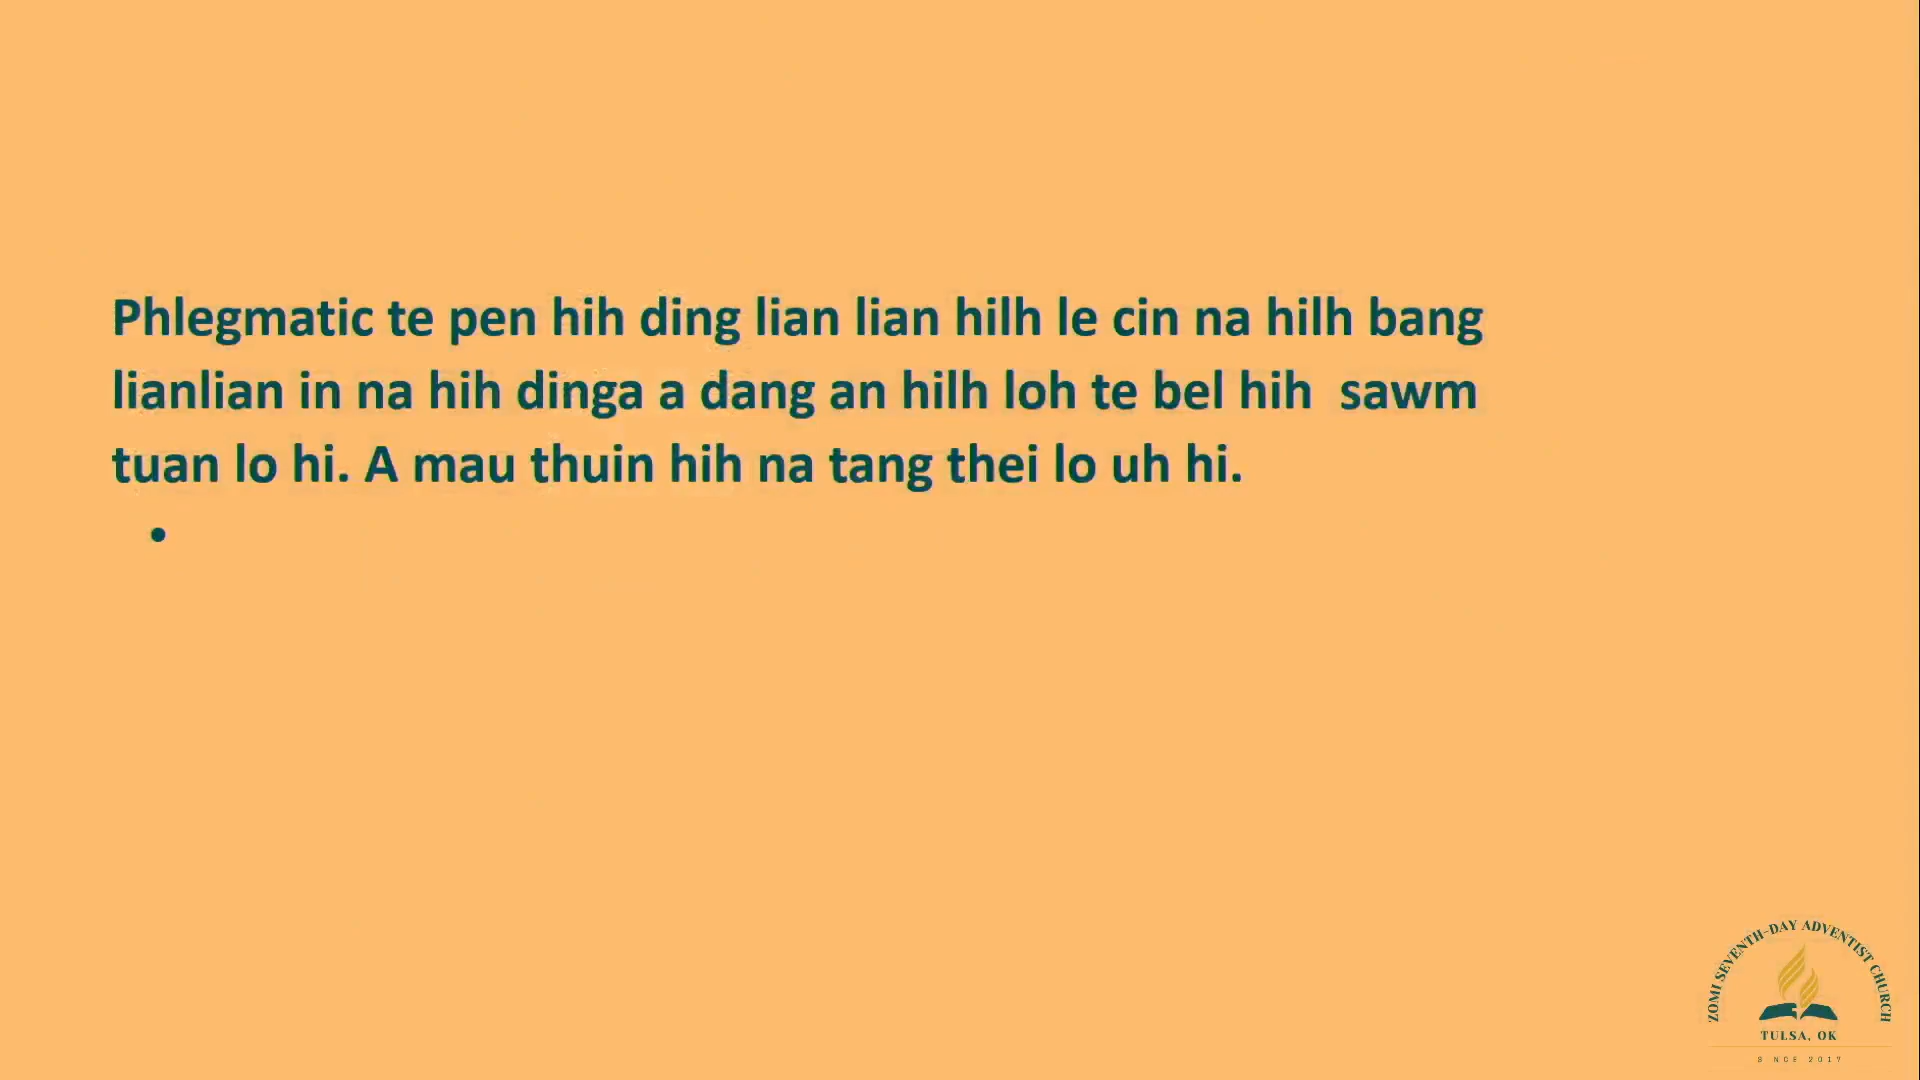 Phlegmatic te pen hih ding lian lian hilh le cin na hilh bang
lianlian in na hih dinga a dang an hilh loh te bel hih  sawm
tuan lo hi. A mau thuin hih na tang thei lo uh hi.
•
ZOMI SEVENTH-DAY ADVENTIST CHURCH
TULSA, OK
SINCE 2017